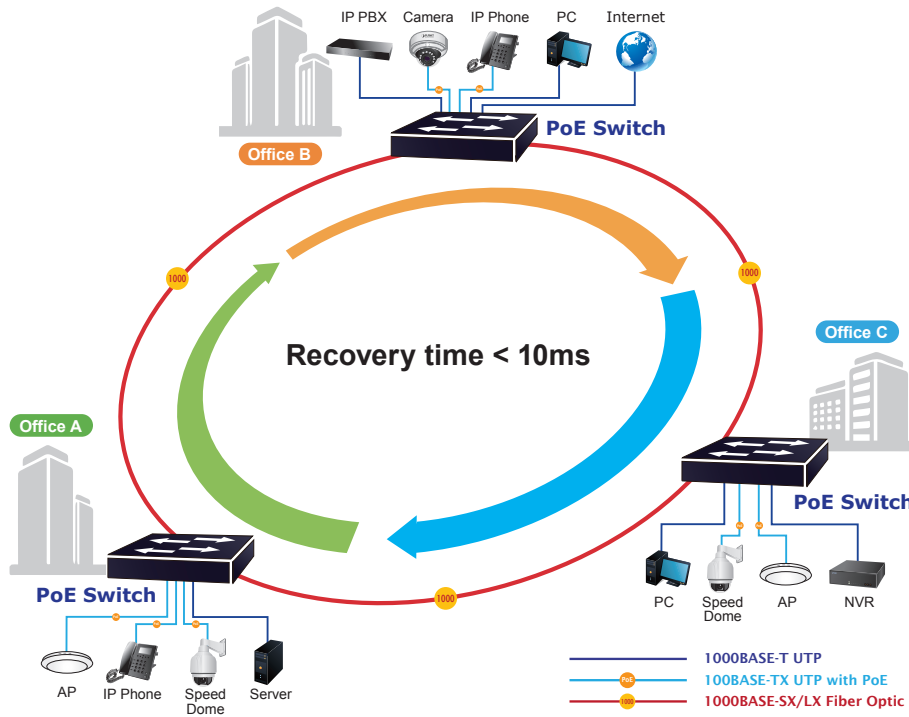 IP PBX
Camera
IP Phone
PC
Internet
PoE Switch
Office B
1000
1000
Recovery time < 10ms
Office C
Office A
PoE Switch
PoE Switch
1000
PC
Speed
Dome
AP
NVR
AP
IP Phone
Speed
Dome
Server
1000BASE-T UTP
PoE
100BASE-TX UTP with PoE
1000
1000BASE-SX/LX Fiber Optic